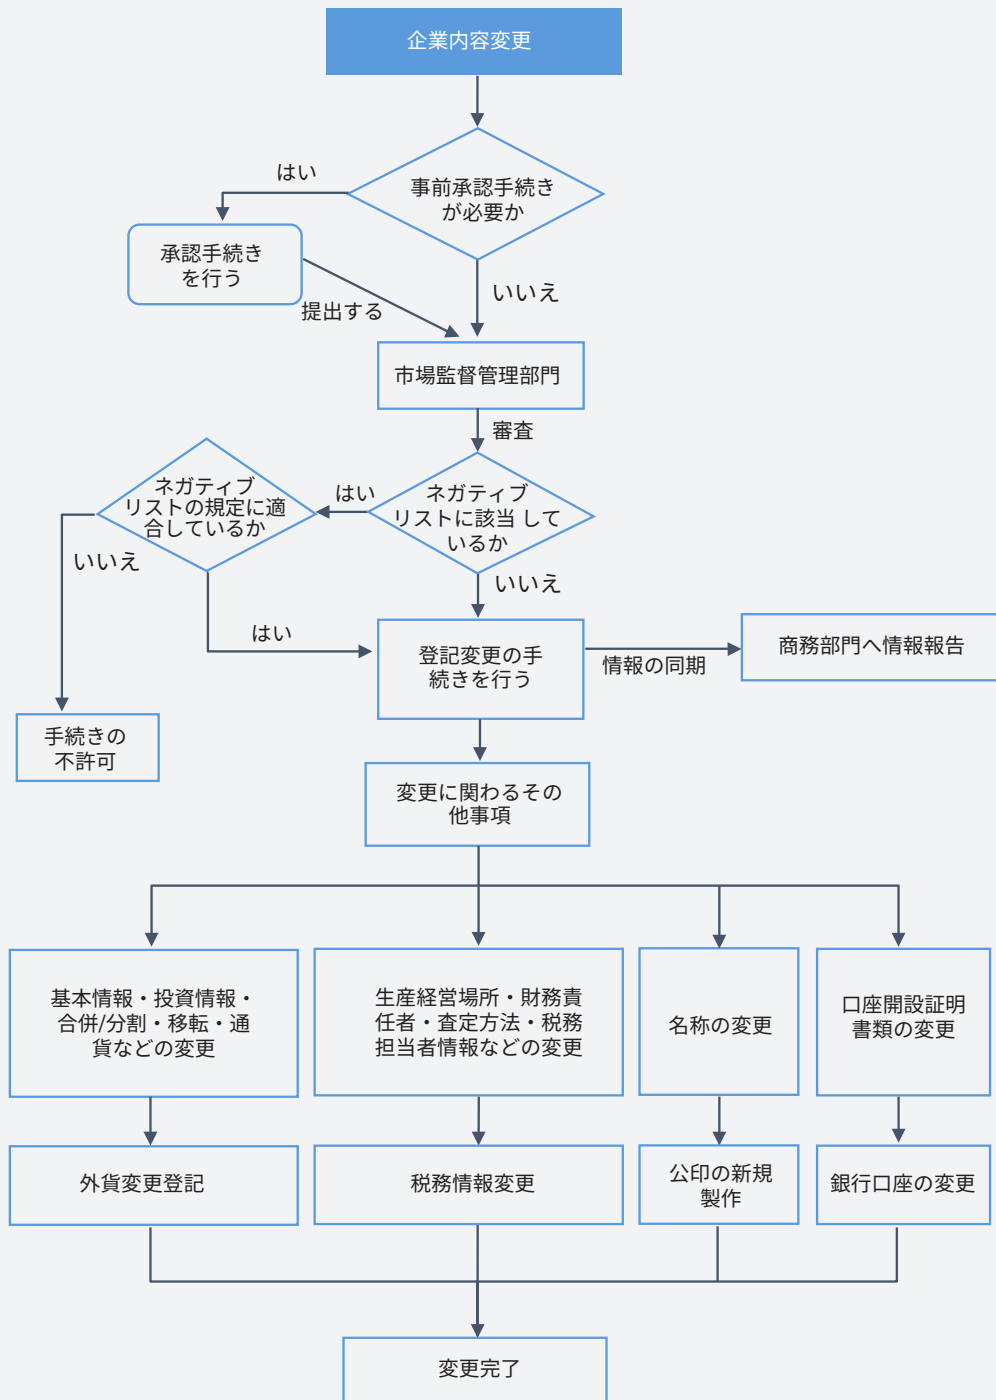 企業内容変更
はい
事前承認手続き
が必要か
承認手続き
を行う
いいえ
提出する
市場監督管理部門
審査
ネガティブ
リストの規定に適
合しているか
はい
ネガティブ
リストに該当 して
いるか
いいえ
いいえ
はい
登記変更の手
続きを行う
情報の同期
商務部門へ情報報告
手続きの
不許可
変更に関わるその
他事項
基本情報・投資情報・
合併/分割・移転・通
貨などの変更
生産経営場所・財務責
任者・査定方法・税務
担当者情報などの変更
名称の変更
口座開設証明
書類の変更
外貨変更登記
税務情報変更
公印の新規
製作
銀行口座の変更
変更完了